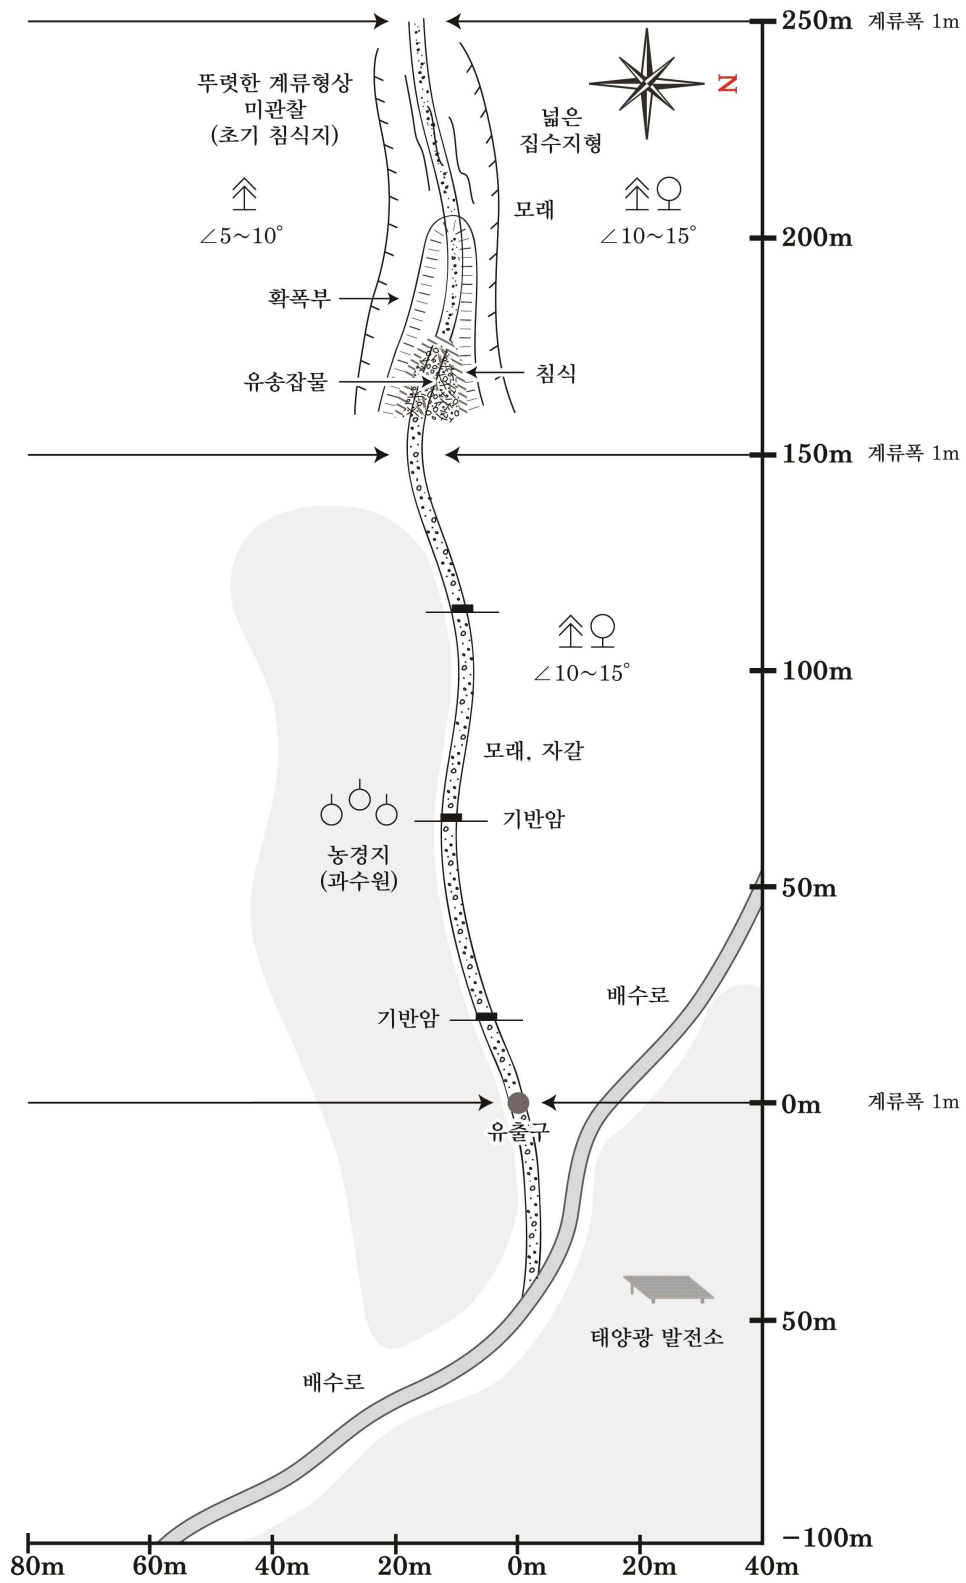 250m 계류폭 1m
뚜렷한 계류형상
미관찰
(초기 침식지)
N
넓은
집수지형
모래
∠5~10°
∠10~15°
200m
확폭부
유송잡물
침식
150m 계류폭 1m
∠10~15°
100m
모래, 자갈
기반암
농경지
(과수원)
50m
배수로
기반암
0m 계류폭 1m
유출구
50m
태양광 발전소
배수로
-100m
80m 60m 40m 20m 0m 20m 40m